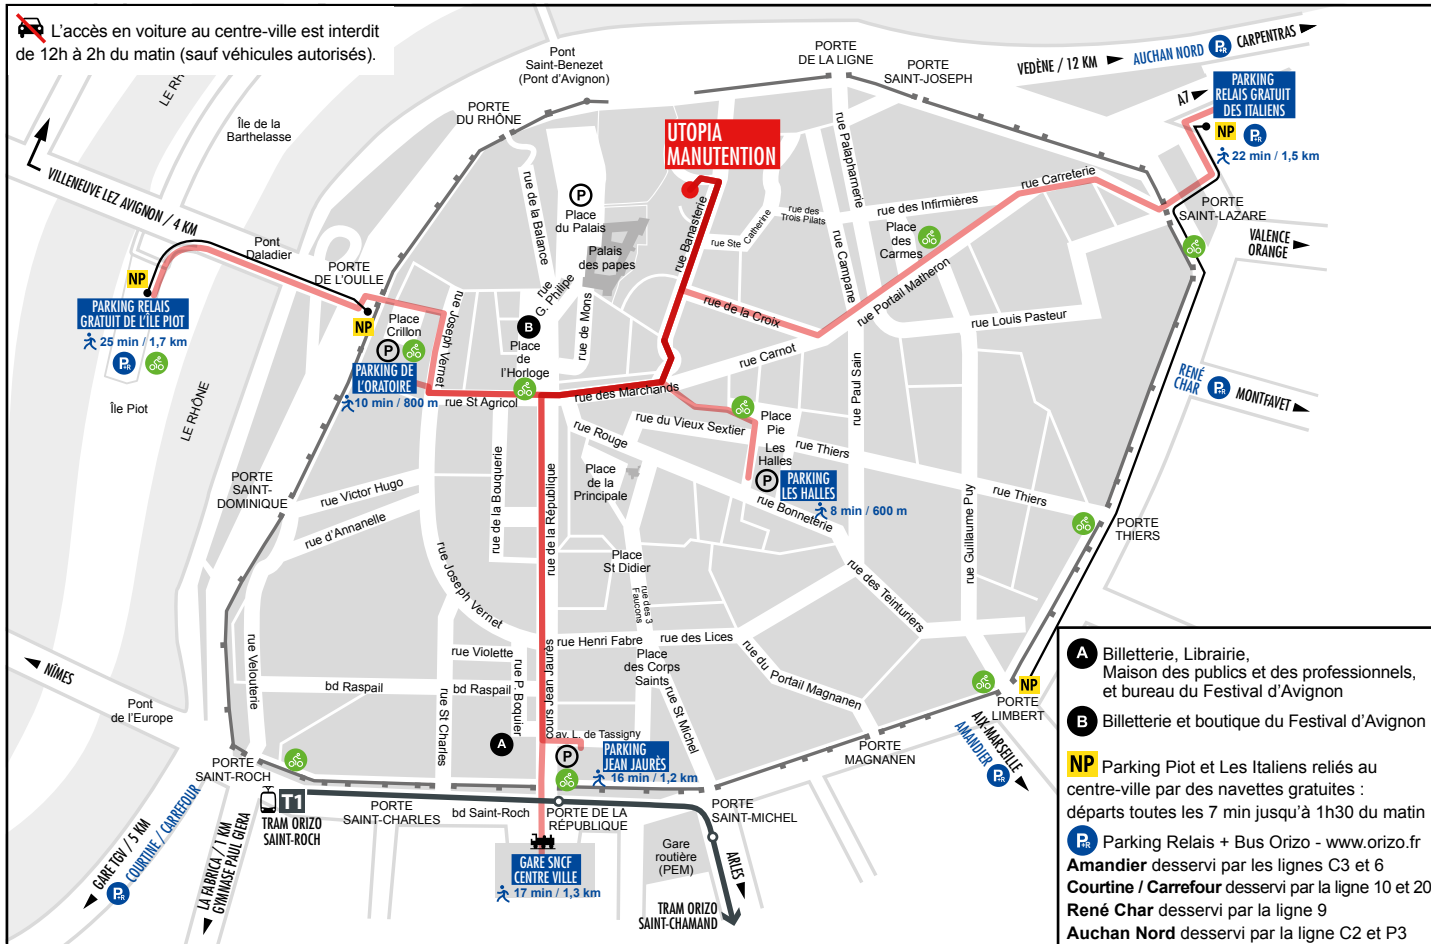 L'accès en voiture au centre-ville est interdit
de 12h à 2h du matin (sauf véhicules autorisés).
LE RHÔNE
Île de la
Barthelasse
Pont
Saint-Benezet
(Pont d'Avignon)
PORTE
DU RHÔNE
PORTE
DE LA LIGNE
PORTE
SAINT-JOSEPH
VEDÈNE / 12 KM
AUCHAN NORD
P+R
CARPENTRAS
A7
PARKING
RELAIS GRATUIT
DES ITALIENS
NP
P+R
22 min / 1,5 km
UTOPIA
MANUTENTION
VILLENEUVE LEZ AVIGNON / 4 KM
Pont
Daladier
PORTE
DE L'OULLE
NP
PARKING RELAIS
GRATUIT DE L'ÎLE PIOT
25 min / 1,7 km
P+R
Île Piot
LE RHÔNE
NP
Place
Crillon
P
PARKING DE
L'ORATOIRE
10 min / 800 m
rue Joseph Vernet
rue St Agricol
rue de la Balance
P
Place
du Palais
Palais
des papes
rue
G. Philipe
rue de Mons
B
Place
de
l'Horloge
rue des Marchands
rue Banasterie
rue Ste Catherine
rue des
Trois Pilats
rue Palapharnerie
rue Campane
rue des Infirmières
Place
des
Carmes
rue Carreterie
rue Portail Matheron
rue de la Croix
rue Carnot
rue Louis Pasteur
rue Paul Sain
PORTE
SAINT-LAZARE
VALENCE
ORANGE
RENÉ
CHAR
P+R
MONTFAVET
rue du Vieux Sextier
Place
Pie
Les
Halles
P
PARKING
LES HALLES
8 min / 600 m
rue Thiers
rue Thiers
rue Rouge
rue Bonneterie
Place
de la
Principale
rue de la République
rue de la Bouquerie
PORTE
SAINT-
DOMINIQUE
rue Victor Hugo
rue d'Annanelle
rue Joseph Vernet
Place
St Didier
rue des 3
Faucons
rue Guillaume Puy
rue des Teinturiers
PORTE
THIERS
rue Velouterie
rue Violette
bd Raspail
bd Raspail
rue St Charles
rue P. Boquier
cours Jean Jaurès
rue Henri Fabre
rue des Lices
Place
des Corps
Saints
rue St Michel
rue du Portail Magnanen
A
av. L. de Tassigny
P
PARKING
JEAN JAURÈS
16 min / 1,2 km
NP
PORTE
LIMBERT
PORTE
MAGNANEN
AIX-MARSEILLE
AMANDIER
P+R
NÎMES
Pont
de l'Europe
PORTE
SAINT-ROCH
T1
TRAM ORIZO
SAINT-ROCH
PORTE
SAINT-CHARLES
bd Saint-Roch
PORTE DE LA
RÉPUBLIQUE
PORTE
SAINT-MICHEL
GARE TGV / 5 KM
COURTINE / CARREFOUR
P+R
LA FABRICA / 1 KM
GYMNASE PAUL GIERA
GARE SNCF
CENTRE VILLE
17 min / 1,3 km
Gare
routière
(PEM)
ARLES
TRAM ORIZO
SAINT-CHAMAND
A Billetterie, Librairie,
Maison des publics et des professionnels,
et bureau du Festival d'Avignon
B Billetterie et boutique du Festival d'Avignon
NP Parking Piot et Les Italiens reliés au
centre-ville par des navettes gratuites :
départs toutes les 7 min jusqu'à 1h30 du matin
P+R Parking Relais + Bus Orizo - www.orizo.fr
Amandier desservi par les lignes C3 et 6
Courtine / Carrefour desservi par la ligne 10 et 20
René Char desservi par la ligne 9
Auchan Nord desservi par la ligne C2 et P3